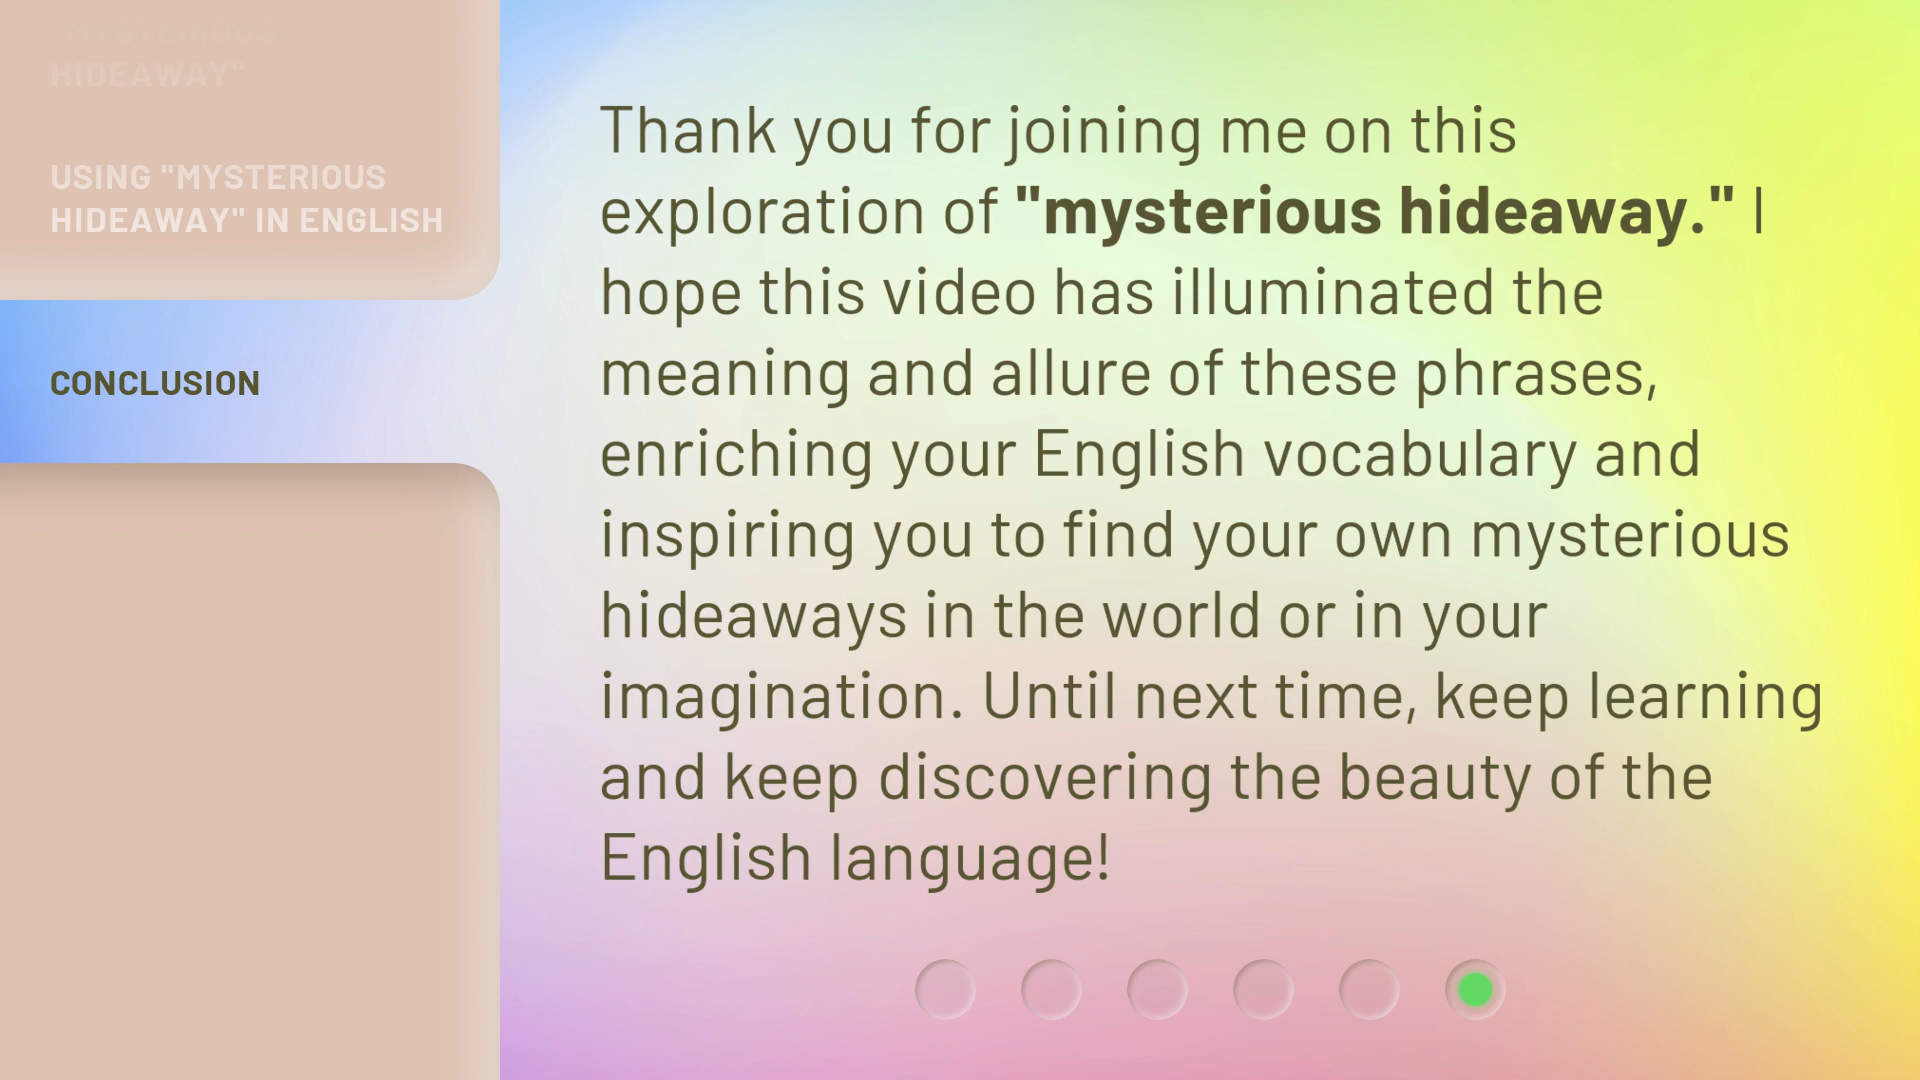 "MYSTERIOUS
HIDEAWAY"
USING "MYSTERIOUS
HIDEAWAY" IN ENGLISH
CONCLUSION
Thank you for joining me on this
exploration of "mysterious hideaway." I
hope this video has illuminated the
meaning and allure of these phrases,
enriching your English vocabulary and
inspiring you to find your own mysterious
hideaways in the world or in your
imagination. Until next time, keep learning
and keep discovering the beauty of the
English language!